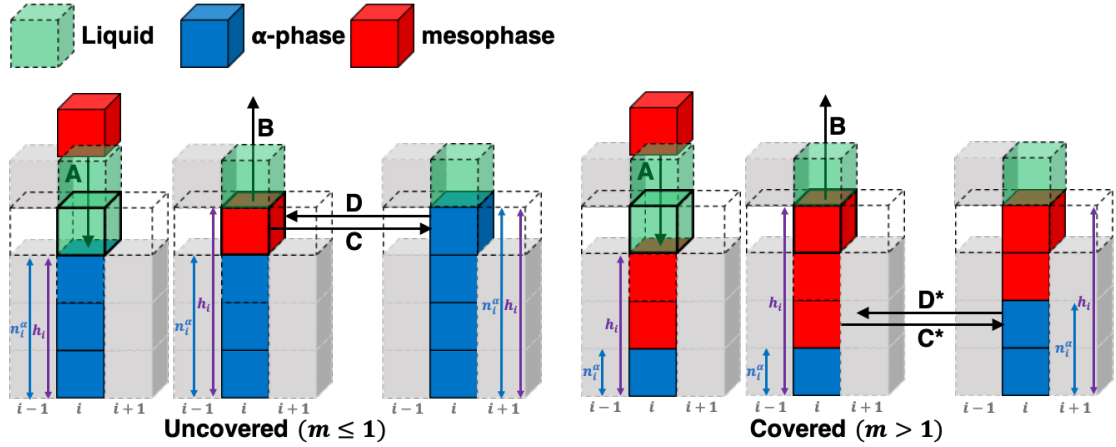 Liquid
α-phase
mesophase
A
B
D
C
n_i^α
h_i
n_i^α
h_i
n_i^α
h_i
i − 1 i i + 1
i − 1 i i + 1
i − 1 i i + 1
Uncovered (m ≤ 1)
A
B
D*
C*
n_i^α
h_i
n_i^α
h_i
n_i^α
h_i
i − 1 i i + 1
i − 1 i i + 1
i − 1 i i + 1
Covered (m > 1)